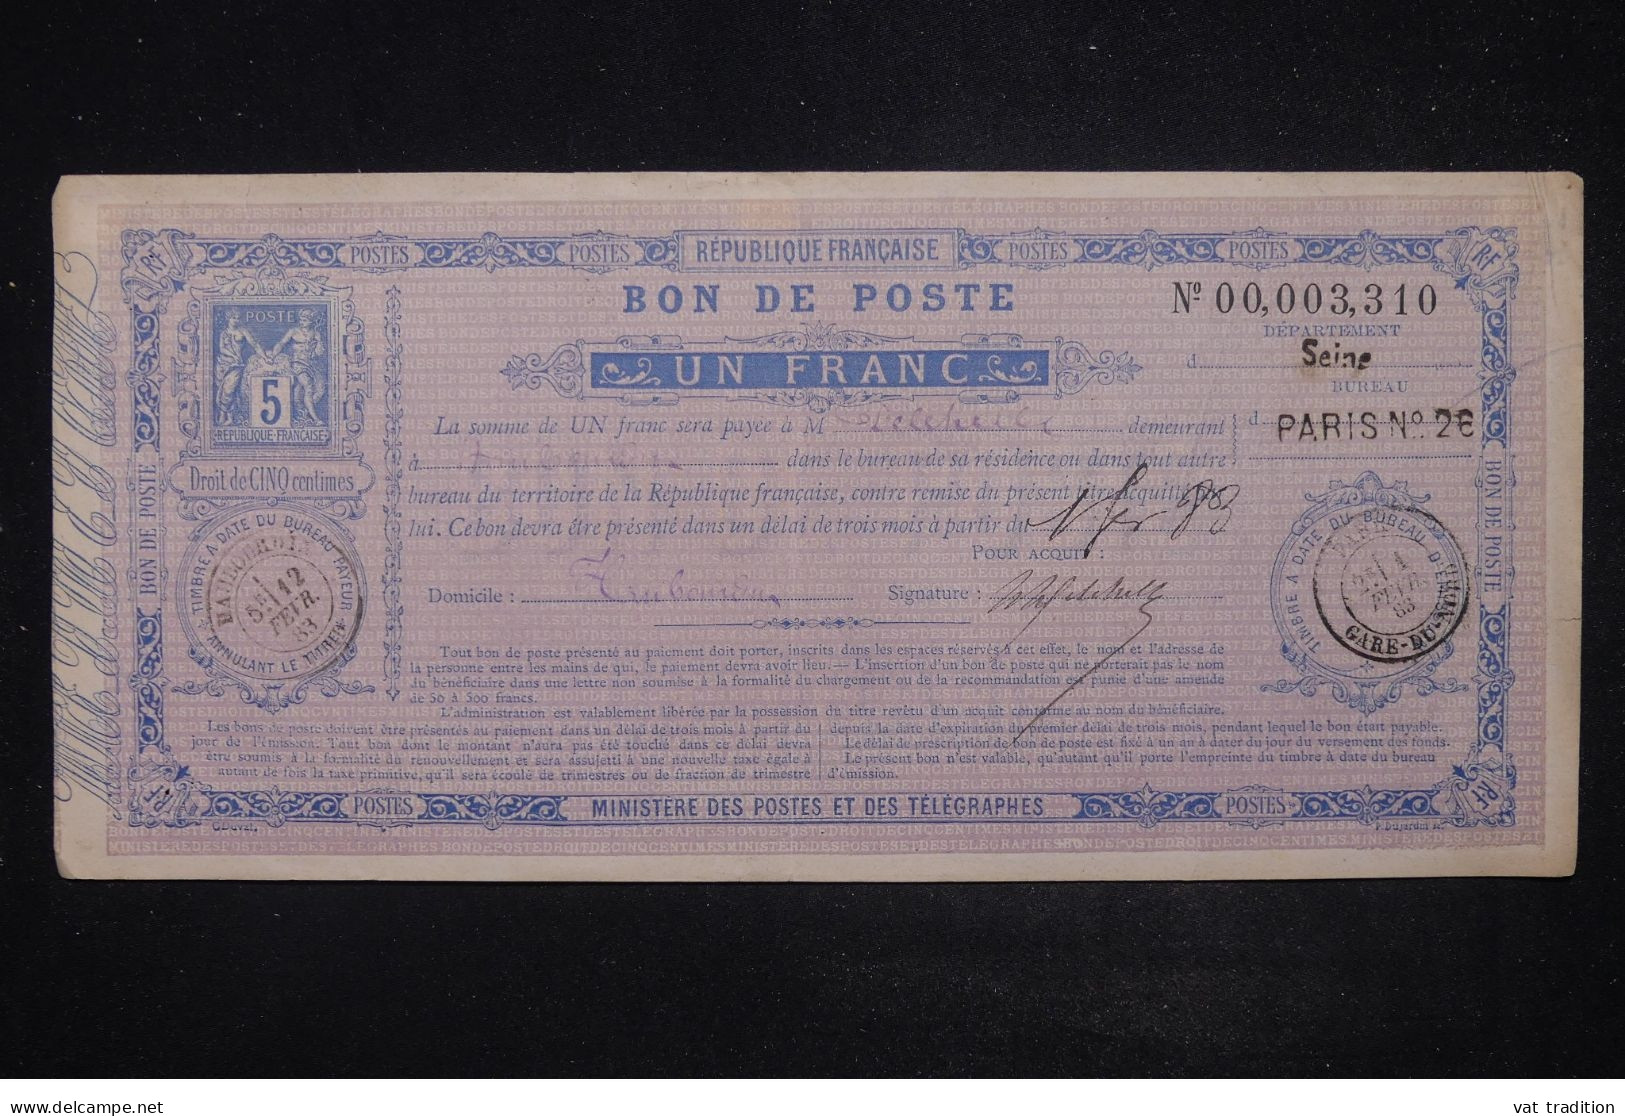 RÉPUBLIQUE FRANÇAISE
POSTES POSTES POSTES POSTES
RF RF
BON DE POSTE
Nº 00,003,310
UN FRANC
DÉPARTEMENT
d Seine
BUREAU
d PARIS Nº. 26
POSTE
5
RÉPUBLIQUE FRANÇAISE
Droit de CINQ centimes
La somme de UN franc sera payée à M demeurant
à dans le bureau de sa résidence ou dans tout autre
bureau du territoire de la République française, contre remise du présent titre acquitté par
lui. Ce bon devra être présenté dans un délai de trois mois à partir du 1 fer 83
POUR ACQUIT :
Domicile : Signature :
TIMBRE A DATE DU BUREAU PAYEUR
ANNULANT LE TITRE
12
FEVR.
83
TIMBRE A DATE DU BUREAU D'ÉMISSION
1
FEVR.
83
GARE-DU-NORD
BON DE POSTE
BON DE POSTE
Tout bon de poste présenté au paiement doit porter, inscrits dans les espaces réservés à cet effet, le nom et l'adresse de
la personne entre les mains de qui, le paiement devra avoir lieu. — L'insertion d'un bon de poste qui ne porterait pas le nom
du bénéficiaire dans une lettre non soumise à la formalité du chargement ou de la recommandation est punie d'une amende
de 50 à 500 francs.
L'administration est valablement libérée par la possession du titre revêtu d'un acquit conforme au nom du bénéficiaire.
Les bons de poste doivent être présentés au paiement dans un délai de trois mois à partir du
jour de l'émission. Tout bon dont le montant n'aura pas été touché dans ce délai devra
être soumis à la formalité du renouvellement et sera assujetti à une nouvelle taxe égale à
autant de fois la taxe primitive, qu'il sera écoulé de trimestres ou de fraction de trimestre
depuis la date d'expiration du premier délai de trois mois, pendant lequel le bon était payable.
Le délai de prescription de bon de poste est fixé à un an à dater du jour du versement des fonds.
Le présent bon n'est valable, qu'autant qu'il porte l'empreinte du timbre à date du bureau
d'émission.
RF RF
POSTES MINISTÈRE DES POSTES ET DES TÉLÉGRAPHES POSTES
vat tradition
delcampe.net